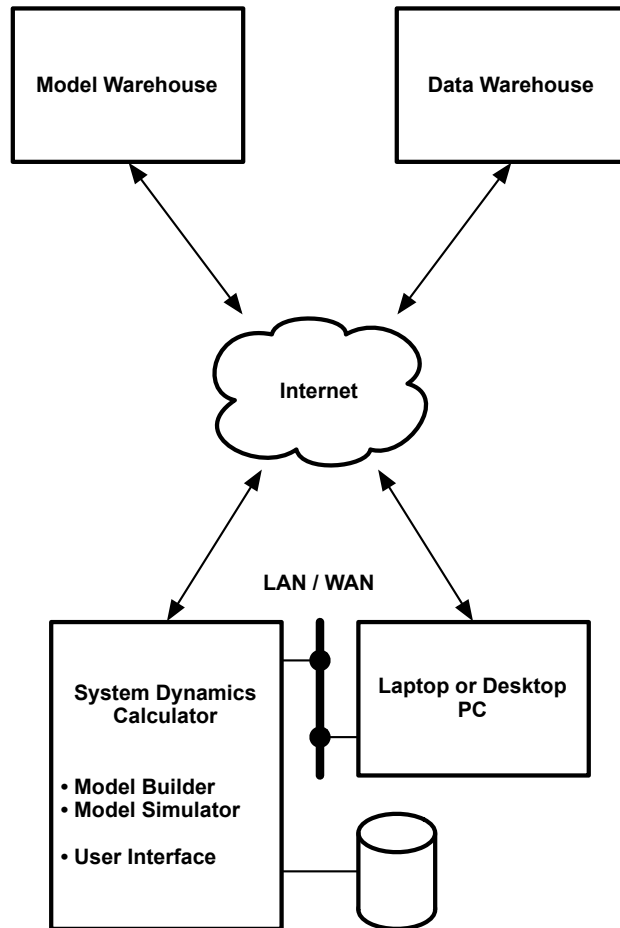 Model Warehouse
Data Warehouse
Internet
LAN / WAN
System Dynamics
Calculator
• Model Builder
• Model Simulator
• User Interface
Laptop or Desktop
PC